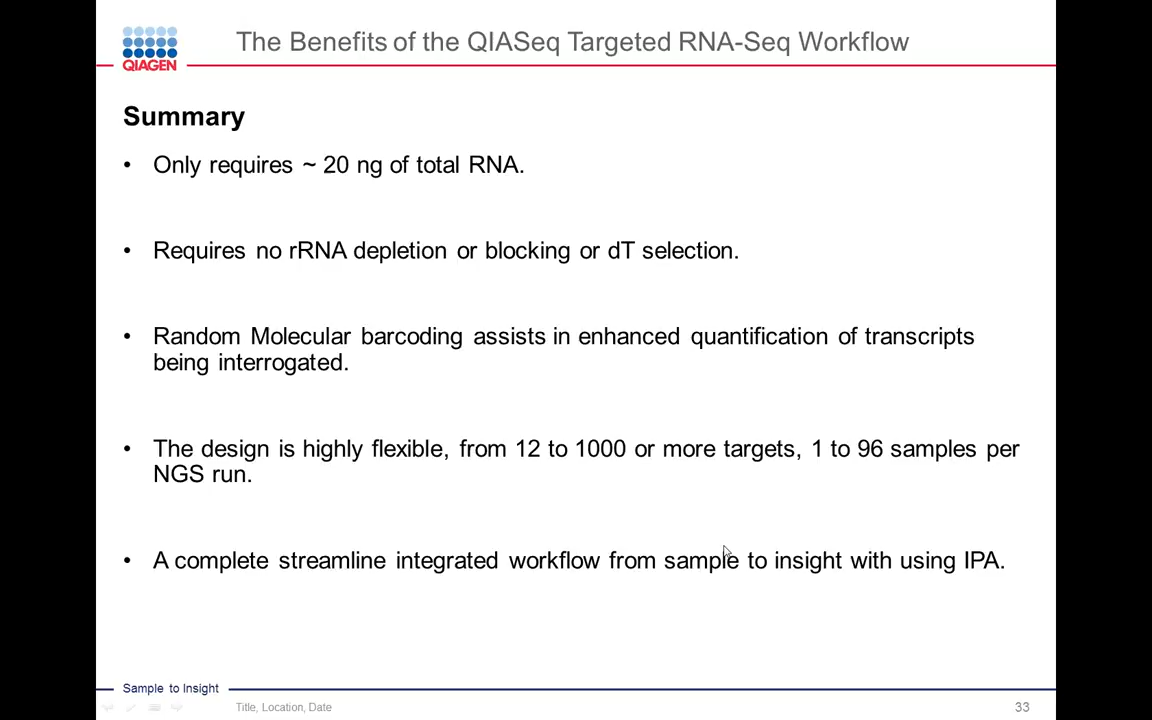 The Benefits of the QIASeq Targeted RNA-Seq Workflow
QIAGEN
Summary
• Only requires ~ 20 ng of total RNA.
• Requires no rRNA depletion or blocking or dT selection.
• Random Molecular barcoding assists in enhanced quantification of transcripts
being interrogated.
• The design is highly flexible, from 12 to 1000 or more targets, 1 to 96 samples per
NGS run.
• A complete streamline integrated workflow from sample to insight with using IPA.
Sample to Insight
Title, Location, Date
33